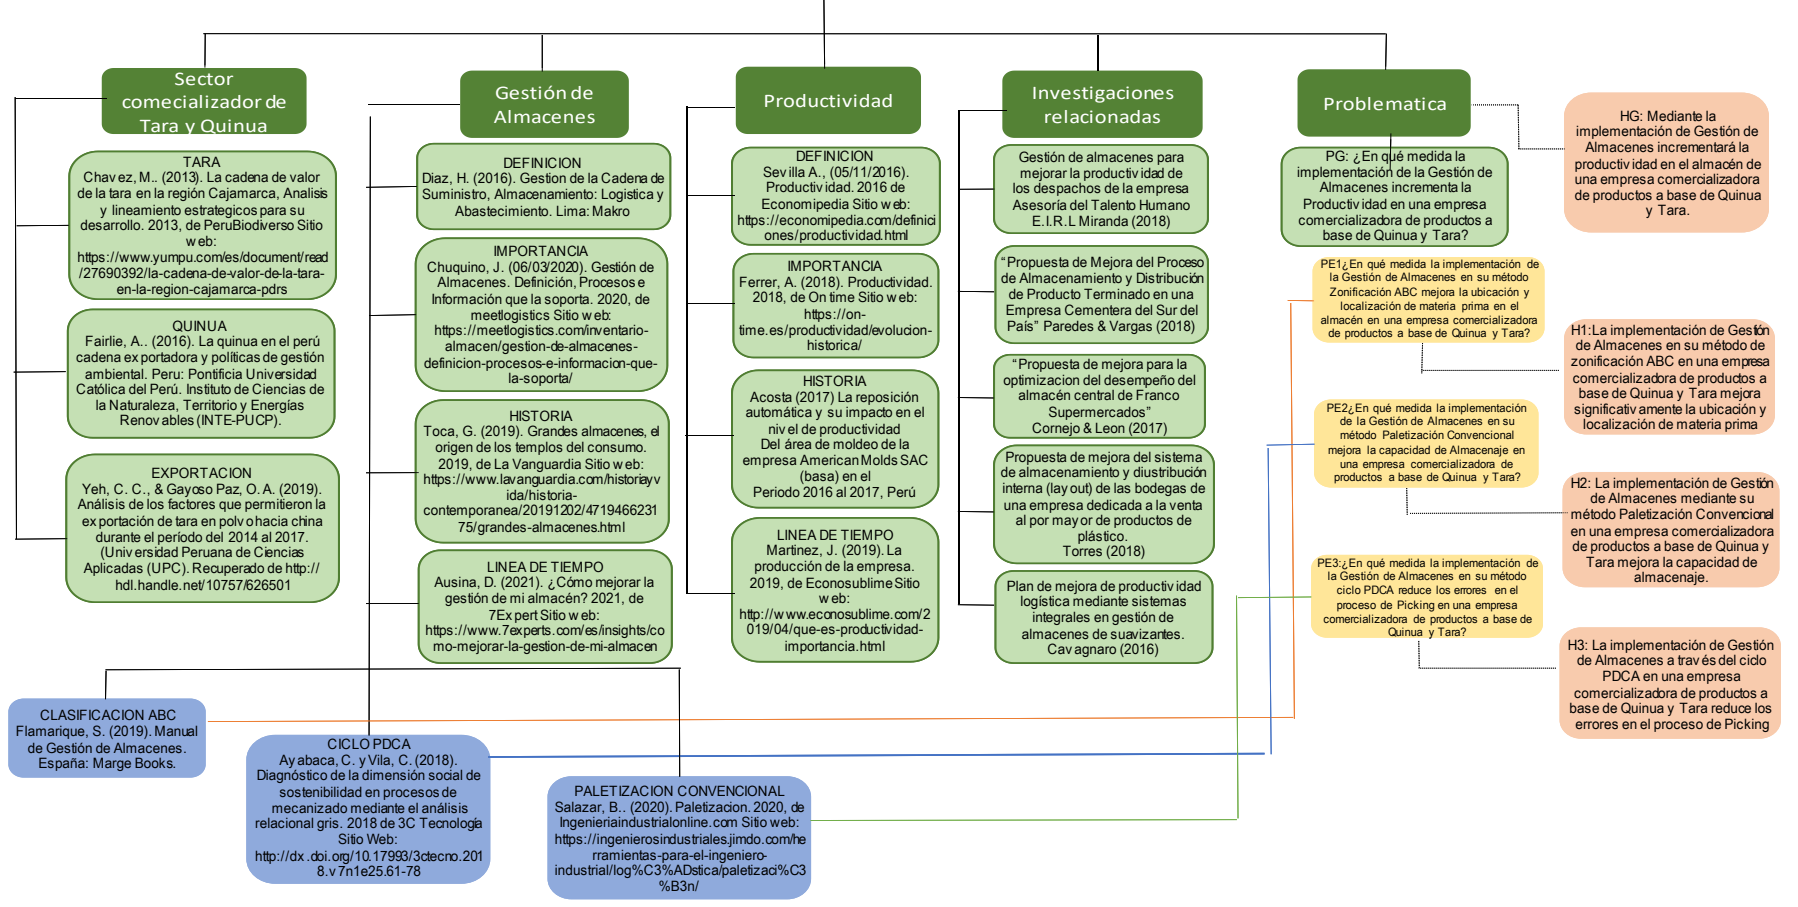 Sector
comecializador de
Tara y Quinua
TARA
Chavez, M.. (2013). La cadena de valor
de la tara en la región Cajamarca, Analisis
y lineamiento estrategicos para su
desarrollo. 2013, de PeruBiodiverso Sitio
web:
https://www.yumpu.com/es/document/read
/27690392/la-cadena-de-valor-de-la-tara-
en-la-region-cajamarca-pdrs
QUINUA
Fairlie, A.. (2016). La quinua en el perú
cadena exportadora y políticas de gestión
ambiental. Peru: Pontificia Universidad
Católica del Perú. Instituto de Ciencias de
la Naturaleza, Territorio y Energías
Renovables (INTE-PUCP).
EXPORTACION
Yeh, C. C., & Gayoso Paz, O. A. (2019).
Análisis de los factores que permitieron la
exportación de tara en polvo hacia china
durante el período del 2014 al 2017.
(Universidad Peruana de Ciencias
Aplicadas (UPC). Recuperado de http://
hdl.handle.net/10757/626501
Gestión de
Almacenes
DEFINICION
Diaz, H. (2016). Gestion de la Cadena de
Suministro, Almacenamiento: Logistica y
Abastecimiento. Lima: Makro
IMPORTANCIA
Chuquino, J. (06/03/2020). Gestión de
Almacenes. Definición, Procesos e
Información que la soporta. 2020, de
meetlogistics Sitio web:
https://meetlogistics.com/inventario-
almacen/gestion-de-almacenes-
definicion-procesos-e-informacion-que-
la-soporta/
HISTORIA
Toca, G. (2019). Grandes almacenes, el
origen de los templos del consumo.
2019, de La Vanguardia Sitio web:
https://www.lavanguardia.com/historiayv
ida/historia-
contemporanea/20191202/4719466231
75/grandes-almacenes.html
LINEA DE TIEMPO
Ausina, D. (2021). ¿Cómo mejorar la
gestión de mi almacén? 2021, de
7Expert Sitio web:
https://www.7experts.com/es/insights/co
mo-mejorar-la-gestion-de-mi-almacen
Productividad
DEFINICION
Sevilla A., (05/11/2016).
Productividad. 2016 de
Economipedia Sitio web:
https://economipedia.com/definici
ones/productividad.html
IMPORTANCIA
Ferrer, A. (2018). Productividad.
2018, de On time Sitio web:
https://on-
time.es/productividad/evolucion-
historica/
HISTORIA
Acosta (2017) La reposición
automática y su impacto en el
nivel de productividad
Del área de moldeo de la
empresa American Molds SAC
(basa) en el
Periodo 2016 al 2017, Perú
LINEA DE TIEMPO
Martinez, J. (2019). La
producción de la empresa.
2019, de Econosublime Sitio
web:
http://www.econosublime.com/2
019/04/que-es-productividad-
importancia.html
Investigaciones
relacionadas
Gestión de almacenes para
mejorar la productividad de
los despachos de la empresa
Asesoría del Talento Humano
E.I.R.L Miranda (2018)
“Propuesta de Mejora del Proceso
de Almacenamiento y Distribución
de Producto Terminado en una
Empresa Cementera del Sur del
País” Paredes & Vargas (2018)
“Propuesta de mejora para la
optimizacion del desempeño del
almacén central de Franco
Supermercados”
Cornejo & Leon (2017)
Propuesta de mejora del sistema
de almacenamiento y diustribución
interna (layout) de las bodegas de
una empresa dedicada a la venta
al por mayor de productos de
plástico.
Torres (2018)
Plan de mejora de productividad
logística mediante sistemas
integrales en gestión de
almacenes de suavizantes.
Cavagnaro (2016)
Problematica
PG: ¿En qué medida la
implementación de la Gestión de
Almacenes incrementa la
Productividad en una empresa
comercializadora de productos a
base de Quinua y Tara?
PE1¿En qué medida la implementación de
la Gestión de Almacenes en su método
Zonificación ABC mejora la ubicación y
localización de materia prima en el
almacén en una empresa comercializadora
de productos a base de Quinua y Tara?
PE2¿En qué medida la implementación
de la Gestión de Almacenes en su
método Paletización Convencional
mejora la capacidad de Almacenaje en
una empresa comercializadora de
productos a base de Quinua y Tara?
PE3:¿En qué medida la implementación de
la Gestión de Almacenes en su método
ciclo PDCA reduce los errores en el
proceso de Picking en una empresa
comercializadora de productos a base de
Quinua y Tara?
HG: Mediante la
implementación de Gestión de
Almacenes incrementará la
productividad en el almacén de
una empresa comercializadora
de productos a base de Quinua
y Tara.
H1:La implementación de Gestión
de Almacenes en su método de
zonificación ABC en una empresa
comercializadora de productos a
base de Quinua y Tara mejora
significativamente la ubicación y
localización de materia prima
H2: La implementación de Gestión
de Almacenes mediante su
método Paletización Convencional
en una empresa comercializadora
de productos a base de Quinua y
Tara mejora la capacidad de
almacenaje.
H3: La implementación de Gestión
de Almacenes a través del ciclo
PDCA en una empresa
comercializadora de productos a
base de Quinua y Tara reduce los
errores en el proceso de Picking
CLASIFICACION ABC
Flamarique, S. (2019). Manual
de Gestión de Almacenes.
España: Marge Books.
CICLO PDCA
Ayabaca, C. y Vila, C. (2018).
Diagnóstico de la dimensión social de
sostenibilidad en procesos de
mecanizado mediante el análisis
relacional gris. 2018 de 3C Tecnología
Sitio Web:
http://dx.doi.org/10.17993/3ctecno.201
8.v7n1e25.61-78
PALETIZACION CONVENCIONAL
Salazar, B.. (2020). Paletizacion. 2020, de
Ingenieriaindustrialonline.com Sitio web:
https://ingenierosindustriales.jimdo.com/he
rramientas-para-el-ingeniero-
industrial/log%C3%ADstica/paletizaci%C3
%B3n/